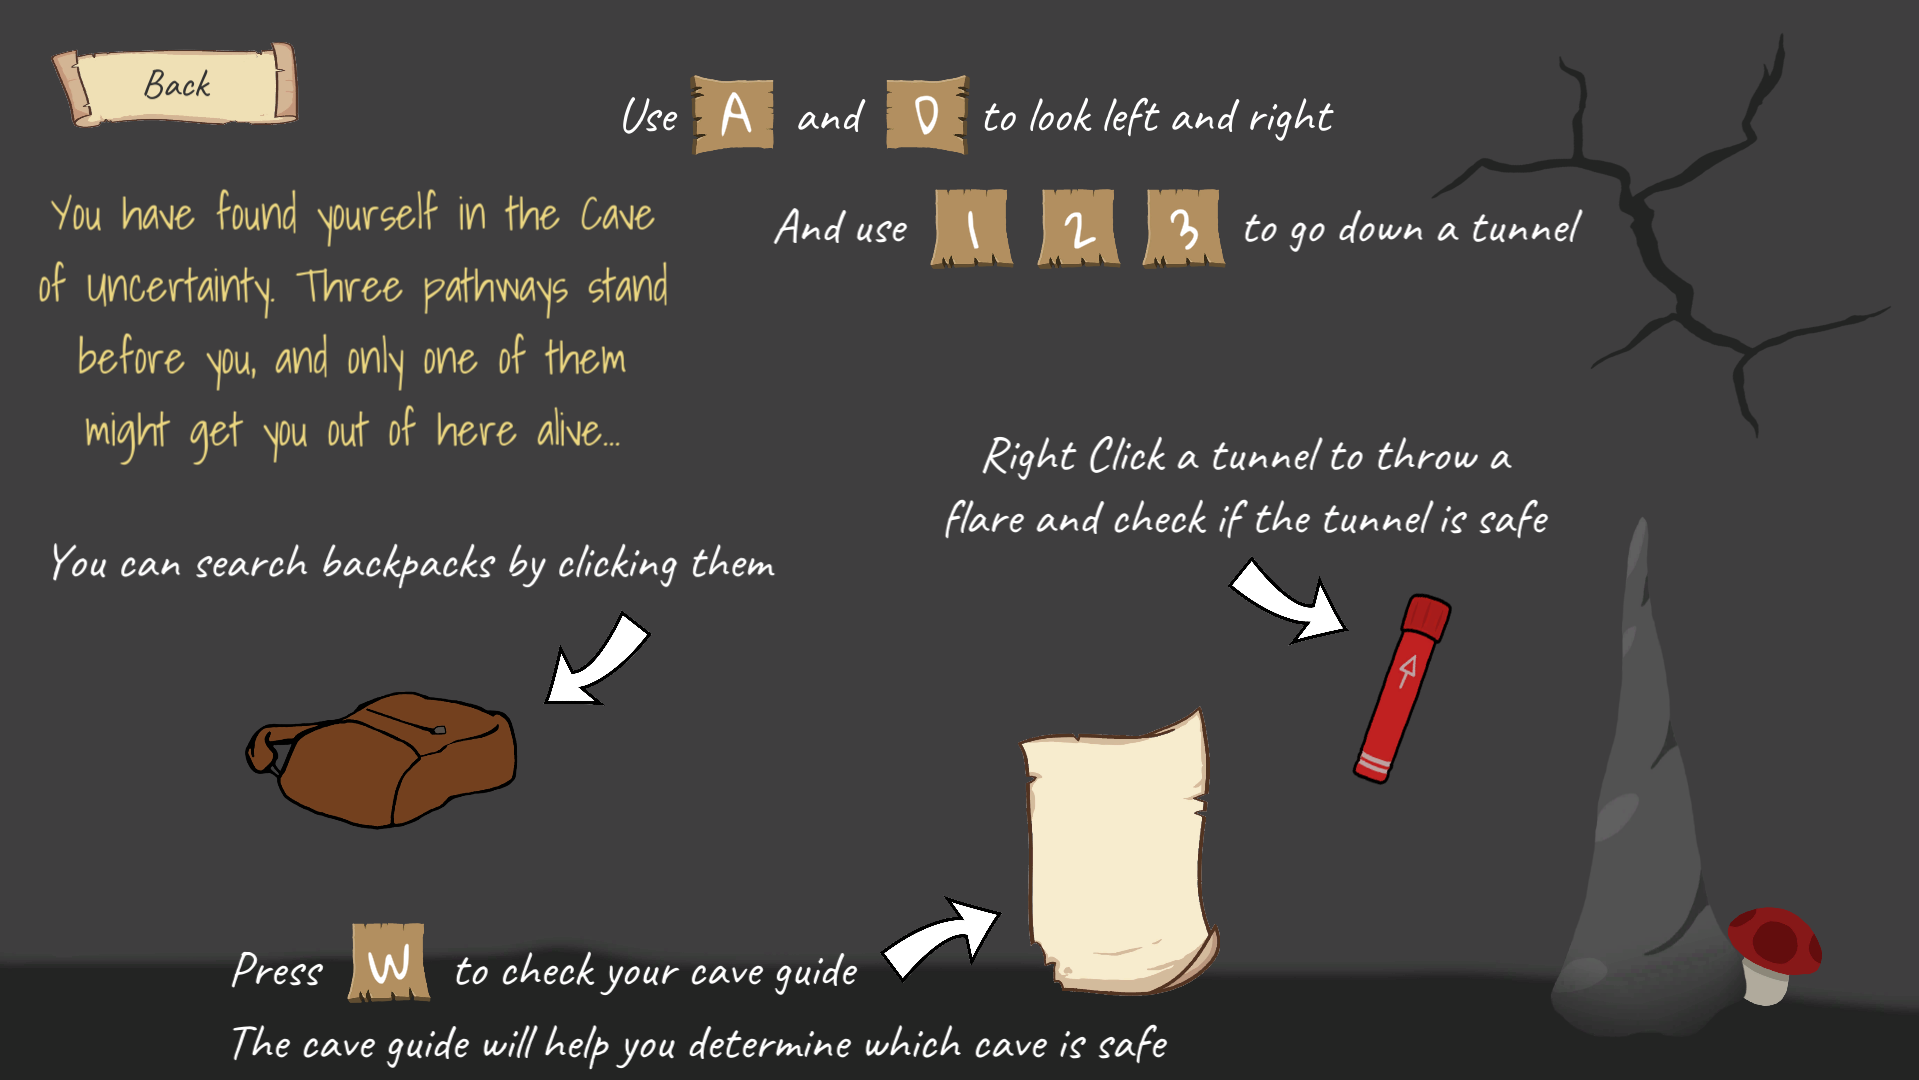 Back
Use A and D to look left and right
And use 1 2 3 to go down a tunnel
You have found yourself in the Cave
of Uncertainty. Three pathways stand
before you, and only one of them
might get you out of here alive...
Right Click a tunnel to throw a
flare and check if the tunnel is safe
You can search backpacks by clicking them
Press W to check your cave guide
The cave guide will help you determine which cave is safe